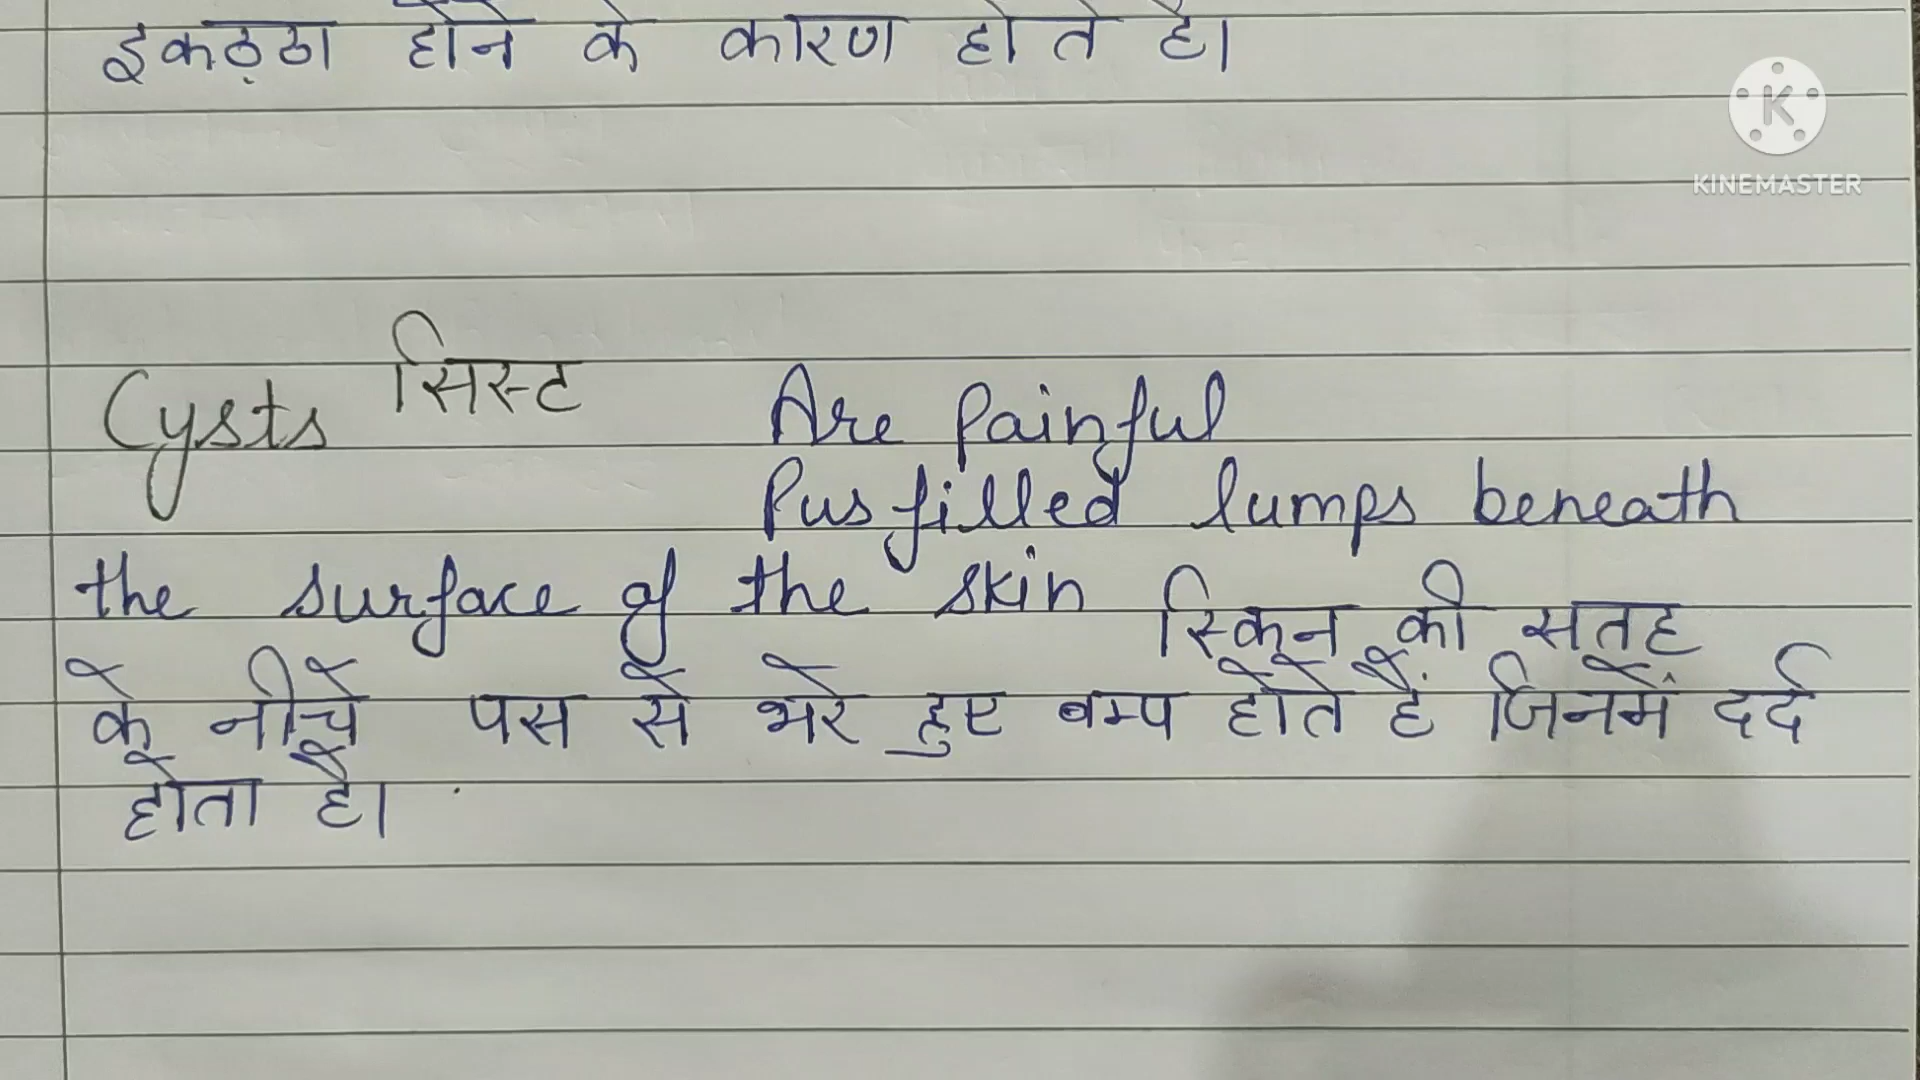 इकठ्ठा होने के कारण होते है।
KINEMASTER
Cysts सिस्ट Are Painful
Pus filled lumps beneath
the surface of the skin स्किन की सतह
के नीचे पस से भरे हुए बम्प होते हैं जिनमें दर्द
होता है।